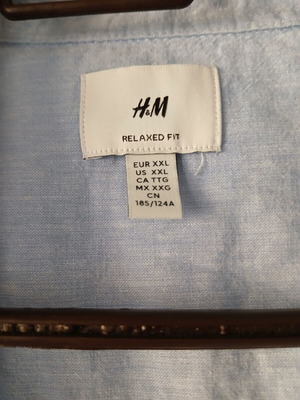 H&M
RELAXED FIT
EUR XXL
US XXL
CA TTG
MX XXG
CN
185/124A